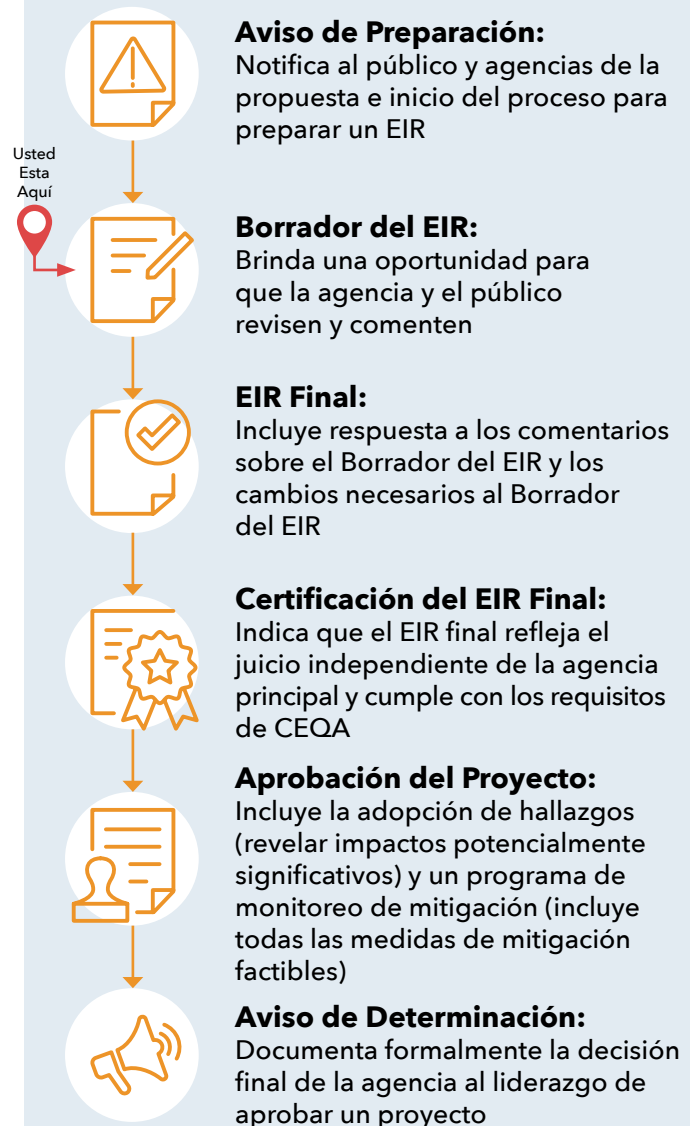 Aviso de Preparación:
Notifica al público y agencias de la
propuesta e inicio del proceso para
preparar un EIR
Usted
Esta
Aquí
Borrador del EIR:
Brinda una oportunidad para
que la agencia y el público
revisen y comenten
EIR Final:
Incluye respuesta a los comentarios
sobre el Borrador del EIR y los
cambios necesarios al Borrador
del EIR
Certificación del EIR Final:
Indica que el EIR final refleja el
juicio independiente de la agencia
principal y cumple con los requisitos
de CEQA
Aprobación del Proyecto:
Incluye la adopción de hallazgos
(revelar impactos potencialmente
significativos) y un programa de
monitoreo de mitigación (incluye
todas las medidas de mitigación
factibles)
Aviso de Determinación:
Documenta formalmente la decisión
final de la agencia al liderazgo de
aprobar un proyecto